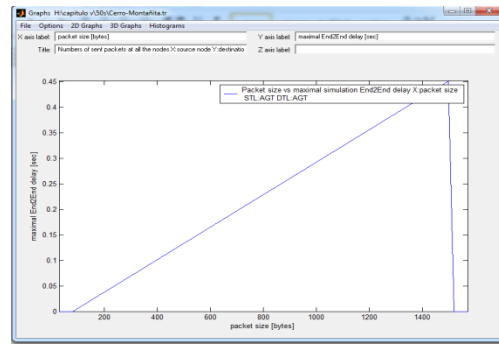 Graphs H:\capitulo v\50s\Cerro-Montañita.tr
File Options 2D Graphs 3D Graphs Histograms
X axis label: packet size [bytes] Y axis label: maximal End2End delay [sec]
Title: Numbers of sent packets at all the nodes X:source node Y:destinatio Z axis label:
Packet size vs maximal simulation End2End delay X:packet size
STL:AGT DTL:AGT
0.45
0.4
0.35
0.3
0.25
0.2
0.15
0.1
0.05
0
maximal End2End delay [sec]
200 400 600 800 1000 1200 1400
packet size [bytes]